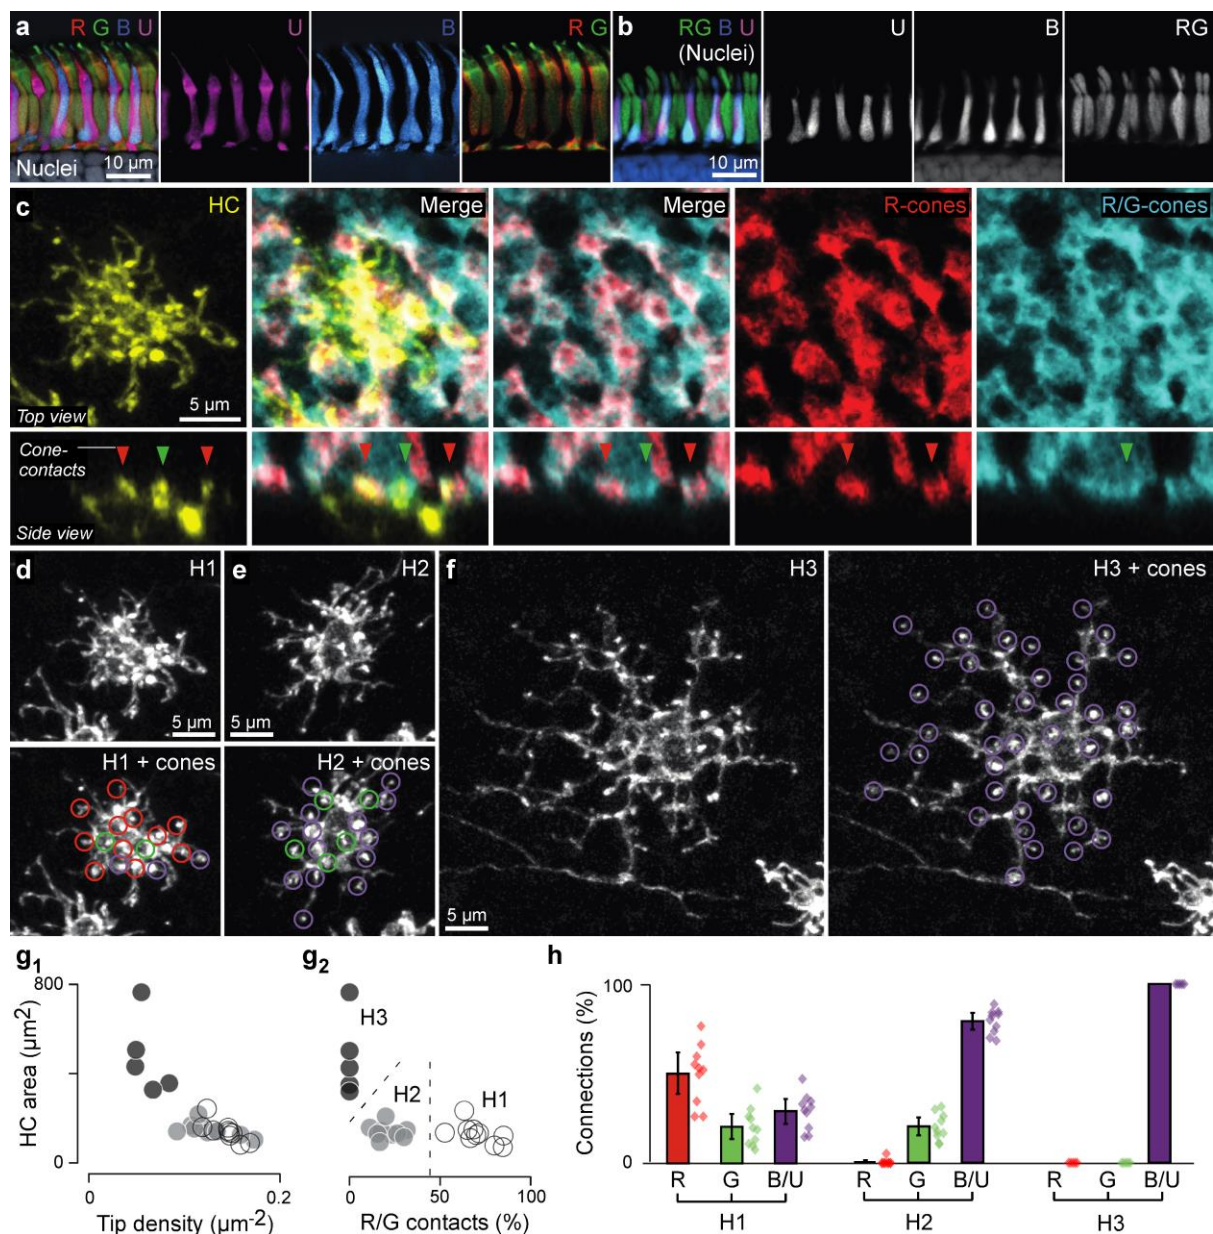 a R G B U U B R G b RG B U U B RG
(Nuclei)
Nuclei 10 µm 10 µm
c HC Merge Merge R-cones R/G-cones
Top view 5 µm
Cone-
contacts
Side view
d H1 e H2 f H3 H3 + cones
5 µm 5 µm
H1 + cones H2 + cones
5 µm
g1 g2 h
800
HC area (µm²)
0
0 0.2
Tip density (µm⁻²)
H3
H2 H1
0 50 100
R/G contacts (%)
100
Connections (%)
0
R G B/U R G B/U R G B/U
H1 H2 H3